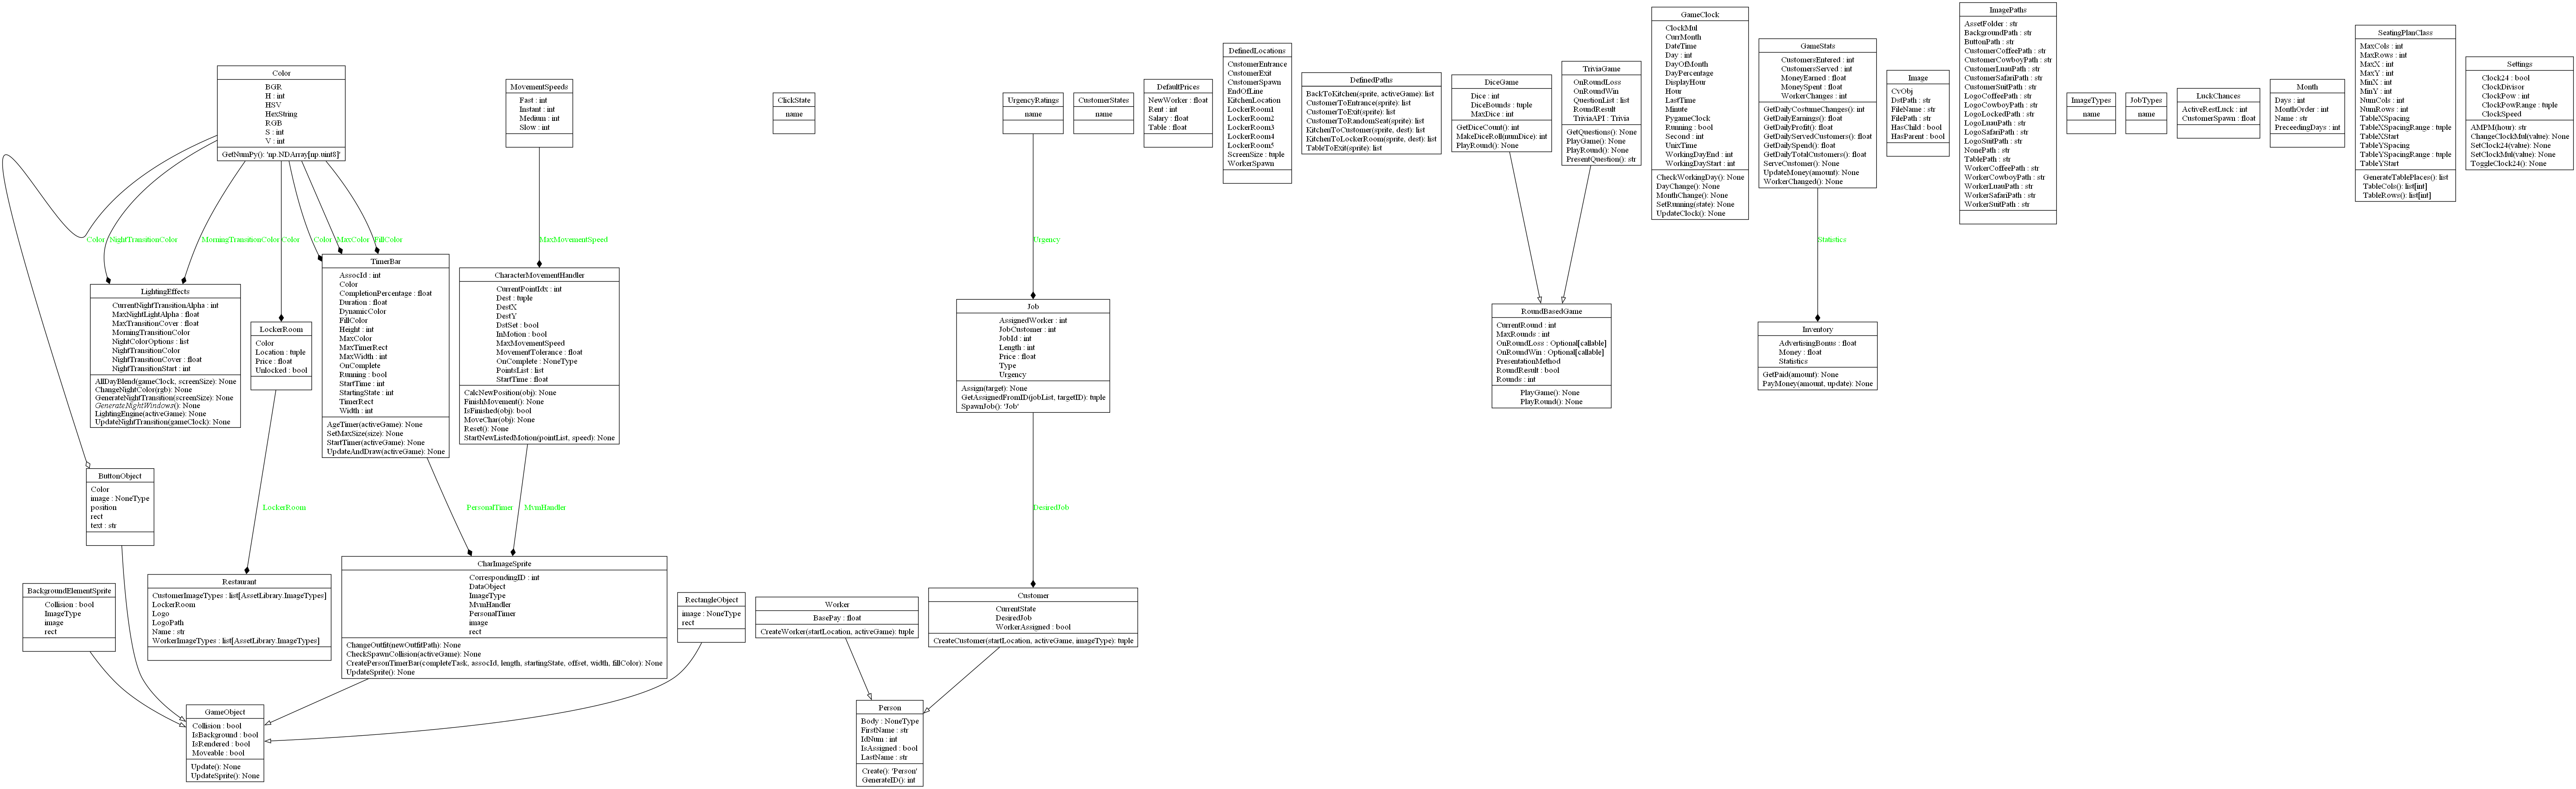 Color
BGR
H : int
HSV
HexString
RGB
S : int
V : int
GetNumPy(): 'np.NDArray[np.uint8]'
MovementSpeeds
Fast : int
Instant : int
Medium : int
Slow : int
ClickState
name
UrgencyRatings
name
CustomerStates
name
DefaultPrices
NewWorker : float
Rent : int
Salary : float
Table : float
DefinedLocations
CustomerEntrance
CustomerExit
CustomerSpawn
EndOfLine
KitchenLocation
LockerRoom1
LockerRoom2
LockerRoom3
LockerRoom4
LockerRoom5
ScreenSize : tuple
WorkerSpawn
DefinedPaths
BackToKitchen(sprite, activeGame): list
CustomerToEntrance(sprite): list
CustomerToExit(sprite): list
CustomerToRandomSeat(sprite): list
KitchenToCustomer(sprite, dest): list
KitchenToLockerRoom(sprite, dest): list
TableToExit(sprite): list
DiceGame
Dice : int
DiceBounds : tuple
MaxDice : int
GetDiceCount(): int
MakeDiceRoll(numDice): int
PlayRound(): None
TriviaGame
OnRoundLoss
OnRoundWin
QuestionList : list
RoundResult
TriviaAPI : Trivia
GetQuestions(): None
PlayGame(): None
PlayRound(): None
PresentQuestion(): str
GameClock
ClockMul
CurrMonth
DateTime
Day : int
DayOfMonth
DayPercentage
DisplayHour
Hour
LastTime
Minute
PygameClock
Running : bool
Second : int
UnixTime
WorkingDayEnd : int
WorkingDayStart : int
CheckWorkingDay(): None
DayChange(): None
MonthChange(): None
SetRunning(state): None
UpdateClock(): None
GameStats
CustomersEntered : int
CustomersServed : int
MoneyEarned : float
MoneySpent : float
WorkerChanges : int
GetDailyCostumeChanges(): int
GetDailyEarnings(): float
GetDailyProfit(): float
GetDailyServedCustomers(): float
GetDailySpend(): float
GetDailyTotalCustomers(): float
ServeCustomer(): None
UpdateMoney(amount): None
WorkerChanged(): None
Image
CvObj
DstPath : str
FileName : str
FilePath : str
HasChild : bool
HasParent : bool
ImagePaths
AssetFolder : str
BackgroundPath : str
ButtonPath : str
CustomerCoffeePath : str
CustomerCowboyPath : str
CustomerLuauPath : str
CustomerSafariPath : str
CustomerSuitPath : str
LogoCoffeePath : str
LogoCowboyPath : str
LogoLockedPath : str
LogoLuauPath : str
LogoSafariPath : str
LogoSuitPath : str
NonePath : str
TablePath : str
WorkerCoffeePath : str
WorkerCowboyPath : str
WorkerLuauPath : str
WorkerSafariPath : str
WorkerSuitPath : str
ImageTypes
name
JobTypes
name
LuckChances
ActiveRestLuck : int
CustomerSpawn : float
Month
Days : int
MonthOrder : int
Name : str
PreceedingDays : int
SeatingPlanClass
MaxCols : int
MaxRows : int
MaxX : int
MaxY : int
MinX : int
MinY : int
NumCols : int
NumRows : int
TableXSpacing
TableXSpacingRange : tuple
TableXStart
TableYSpacing
TableYSpacingRange : tuple
TableYStart
GenerateTablePlaces(): list
TableCols(): list[int]
TableRows(): list[int]
Settings
Clock24 : bool
ClockDivisor
ClockPow : int
ClockPowRange : tuple
ClockSpeed
AMPM(hour): str
ChangeClockMul(value): None
SetClock24(value): None
SetClockMul(value): None
ToggleClock24(): None
Color
NightTransitionColor
MorningTransitionColor
Color
Color
MaxColor
FillColor
MaxMovementSpeed
Urgency
Statistics
LightingEffects
CurrentNightTransitionAlpha : int
MaxNightLightAlpha : float
MaxTransitionCover : float
MorningTransitionColor
NightColorOptions : list
NightTransitionColor
NightTransitionCover : float
NightTransitionStart : int
AllDayBlend(gameClock, screenSize): None
ChangeNightColor(rgb): None
GenerateNightTransition(screenSize): None
GenerateNightWindows(): None
LightingEngine(activeGame): None
UpdateNightTransition(gameClock): None
LockerRoom
Color
Location : tuple
Price : float
Unlocked : bool
TimerBar
AssocId : int
Color
CompletionPercentage : float
Duration : float
DynamicColor
FillColor
Height : int
MaxColor
MaxTimerRect
MaxWidth : int
OnComplete
Running : bool
StartTime : int
StartingState : int
TimerRect
Width : int
AgeTimer(activeGame): None
SetMaxSize(size): None
StartTimer(activeGame): None
UpdateAndDraw(activeGame): None
CharacterMovementHandler
CurrentPointIdx : int
Dest : tuple
DestX
DestY
DstSet : bool
InMotion : bool
MaxMovementSpeed
MovementTolerance : float
OnComplete : NoneType
PointsList : list
StartTime : float
CalcNewPosition(obj): None
FinishMovement(): None
IsFinished(obj): bool
MoveChar(obj): None
Reset(): None
StartNewListedMotion(pointList, speed): None
Job
AssignedWorker : int
JobCustomer : int
JobId : int
Length : int
Price : float
Type
Urgency
Assign(target): None
GetAssignedFromID(jobList, targetID): tuple
SpawnJob(): 'Job'
RoundBasedGame
CurrentRound : int
MaxRounds : int
OnRoundLoss : Optional[callable]
OnRoundWin : Optional[callable]
PresentationMethod
RoundResult : bool
Rounds : int
PlayGame(): None
PlayRound(): None
Inventory
AdvertisingBonus : float
Money : float
Statistics
GetPaid(amount): None
PayMoney(amount, update): None
ButtonObject
Color
image : NoneType
position
rect
text : str
LockerRoom
PersonalTimer
MvmHandler
DesiredJob
BackgroundElementSprite
Collision : bool
ImageType
image
rect
Restaurant
CustomerImageTypes : list[AssetLibrary.ImageTypes]
LockerRoom
Logo
LogoPath
Name : str
WorkerImageTypes : list[AssetLibrary.ImageTypes]
CharImageSprite
CorrespondingID : int
DataObject
ImageType
MvmHandler
PersonalTimer
image
rect
ChangeOutfit(newOutfitPath): None
CheckSpawnCollision(activeGame): None
CreatePersonTimerBar(completeTask, assocId, length, startingState, offset, width, fillColor): None
UpdateSprite(): None
RectangleObject
image : NoneType
rect
Worker
BasePay : float
CreateWorker(startLocation, activeGame): tuple
Customer
CurrentState
DesiredJob
WorkerAssigned : bool
CreateCustomer(startLocation, activeGame, imageType): tuple
GameObject
Collision : bool
IsBackground : bool
IsRendered : bool
Moveable : bool
Update(): None
UpdateSprite(): None
Person
Body : NoneType
FirstName : str
IdNum : int
IsAssigned : bool
LastName : str
Create(): 'Person'
GenerateID(): int